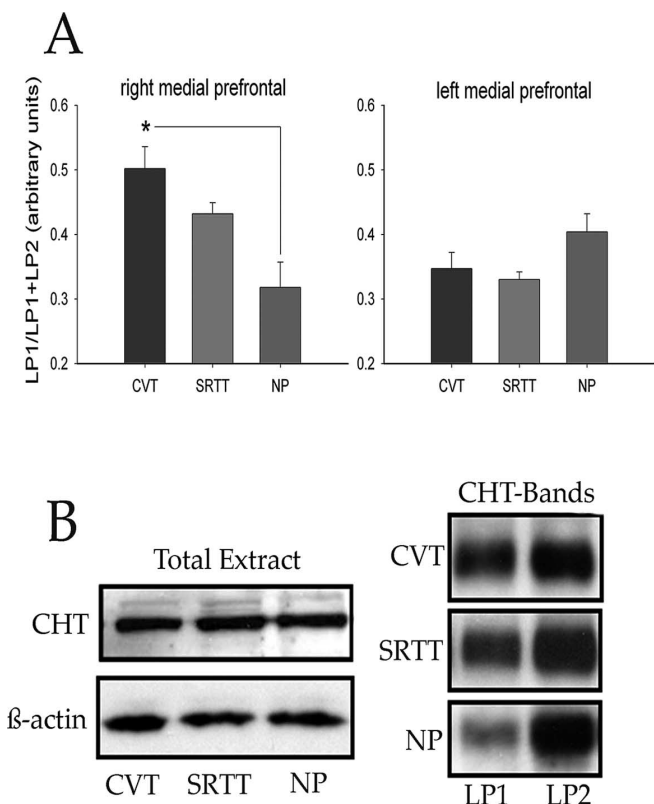 A
right medial prefrontal
left medial prefrontal
LP1/LP1+LP2 (arbitrary units)
0.6
0.5
0.4
0.3
0.2
*
CVT SRTT NP
0.6
0.5
0.4
0.3
0.2
CVT SRTT NP
B
Total Extract
CHT
ß-actin
CVT SRTT NP
CHT-Bands
CVT
SRTT
NP
LP1 LP2